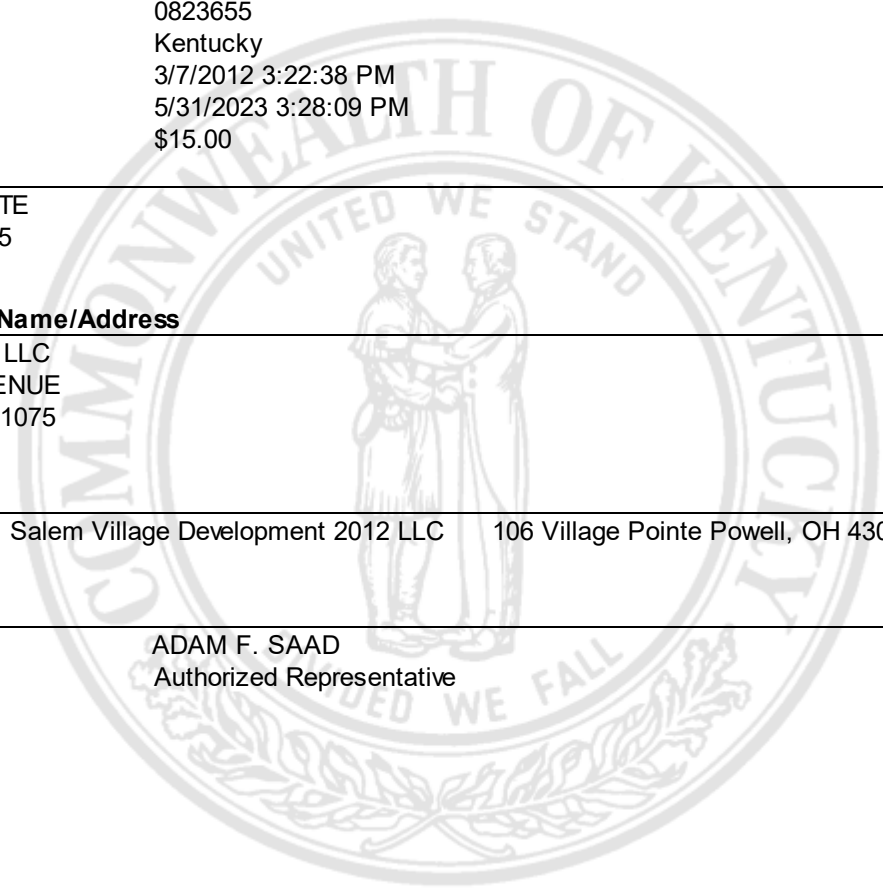 0823655
Kentucky
3/7/2012 3:22:38 PM
5/31/2023 3:28:09 PM
$15.00
TE
5
Name/Address
LLC
ENUE
1075
Salem Village Development 2012 LLC 106 Village Pointe Powell, OH 430
ADAM F. SAAD
Authorized Representative
COMMONWEALTH OF KENTUCKY
UNITED WE STAND
DIVIDED WE FALL